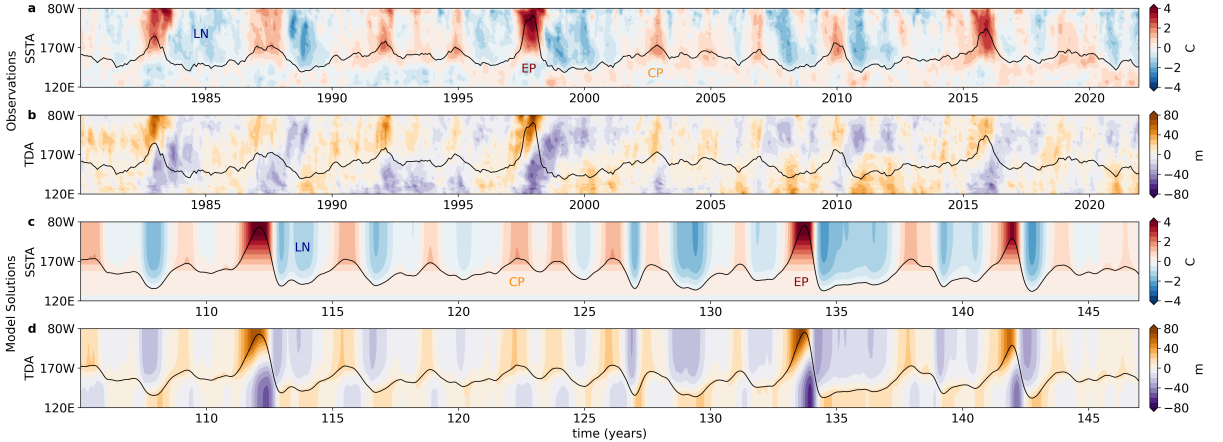 a
80W
170W
120E
SSTA
LN
EP
CP
1985 1990 1995 2000 2005 2010 2015 2020
4
2
0
−2
−4
C
Observations
b
80W
170W
120E
TDA
1985 1990 1995 2000 2005 2010 2015 2020
80
40
0
−40
−80
m
c
80W
170W
120E
SSTA
LN
CP
EP
110 115 120 125 130 135 140 145
4
2
0
−2
−4
C
Model Solutions
d
80W
170W
120E
TDA
110 115 120 125 130 135 140 145
time (years)
80
40
0
−40
−80
m